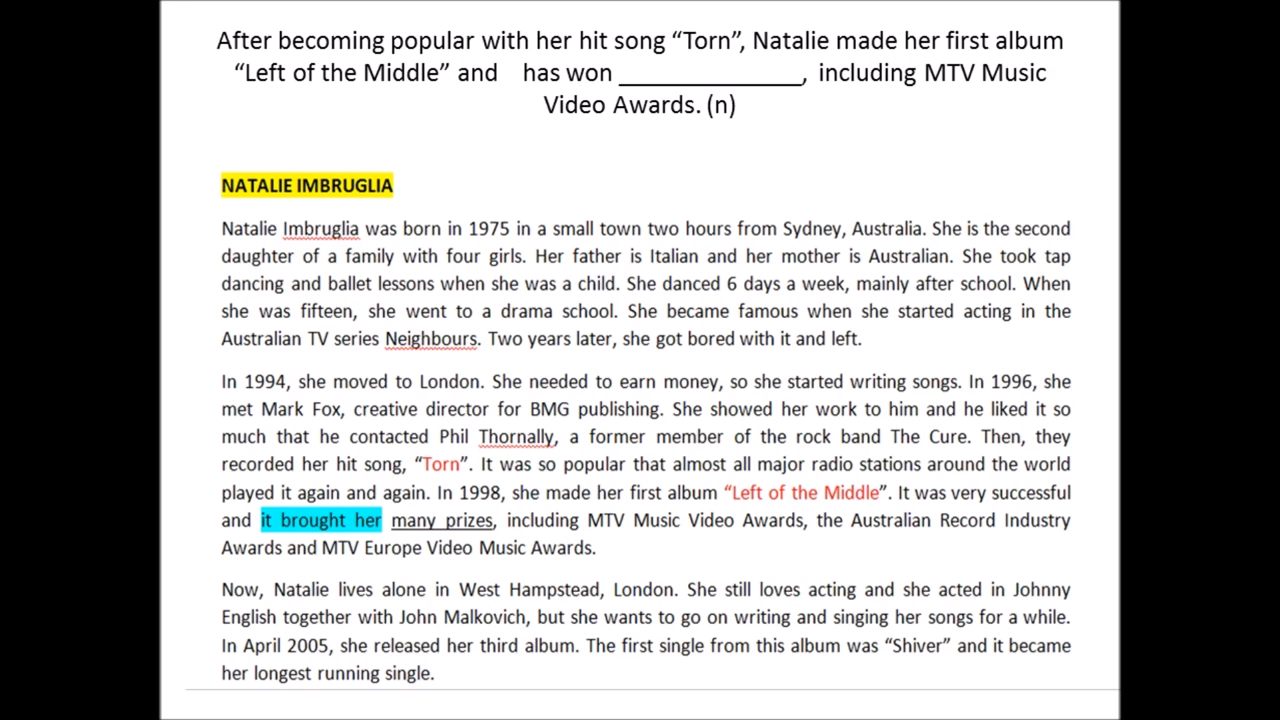 After becoming popular with her hit song “Torn”, Natalie made her first album
“Left of the Middle” and has won ______________, including MTV Music
Video Awards. (n)
NATALIE IMBRUGLIA
Natalie Imbruglia was born in 1975 in a small town two hours from Sydney, Australia. She is the second
daughter of a family with four girls. Her father is Italian and her mother is Australian. She took tap
dancing and ballet lessons when she was a child. She danced 6 days a week, mainly after school. When
she was fifteen, she went to a drama school. She became famous when she started acting in the
Australian TV series Neighbours. Two years later, she got bored with it and left.
In 1994, she moved to London. She needed to earn money, so she started writing songs. In 1996, she
met Mark Fox, creative director for BMG publishing. She showed her work to him and he liked it so
much that he contacted Phil Thornally, a former member of the rock band The Cure. Then, they
recorded her hit song, “Torn”. It was so popular that almost all major radio stations around the world
played it again and again. In 1998, she made her first album “Left of the Middle”. It was very successful
and it brought her many prizes, including MTV Music Video Awards, the Australian Record Industry
Awards and MTV Europe Video Music Awards.
Now, Natalie lives alone in West Hampstead, London. She still loves acting and she acted in Johnny
English together with John Malkovich, but she wants to go on writing and singing her songs for a while.
In April 2005, she released her third album. The first single from this album was “Shiver” and it became
her longest running single.